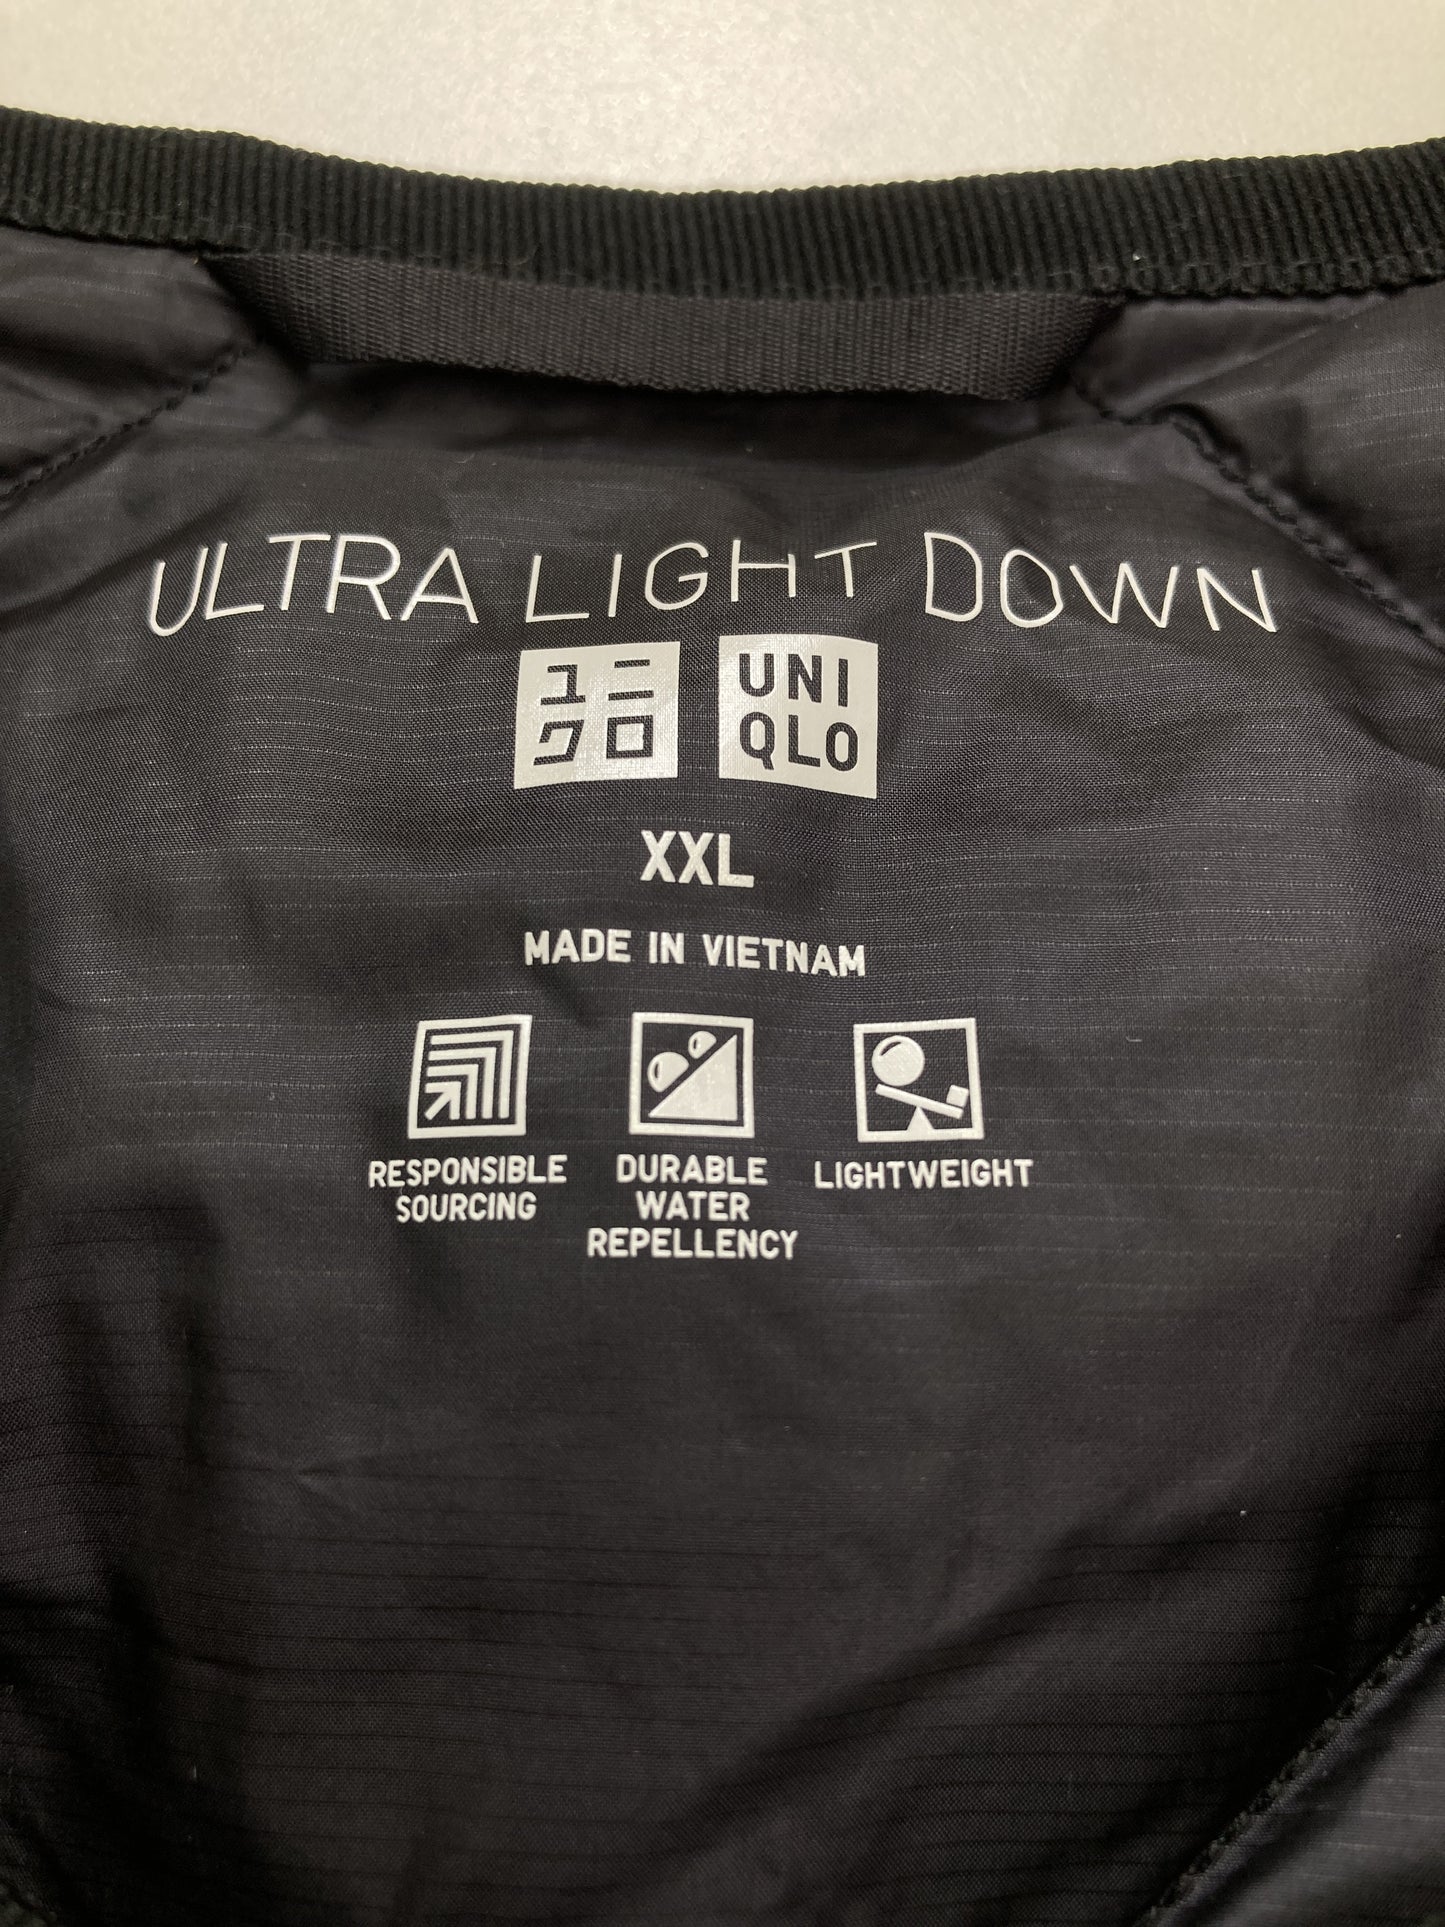 ULTRA LIGHT DOWN
ユニ UNI
クロ QLO
XXL
MADE IN VIETNAM
RESPONSIBLE
SOURCING
DURABLE
WATER
REPELLENCY
LIGHTWEIGHT